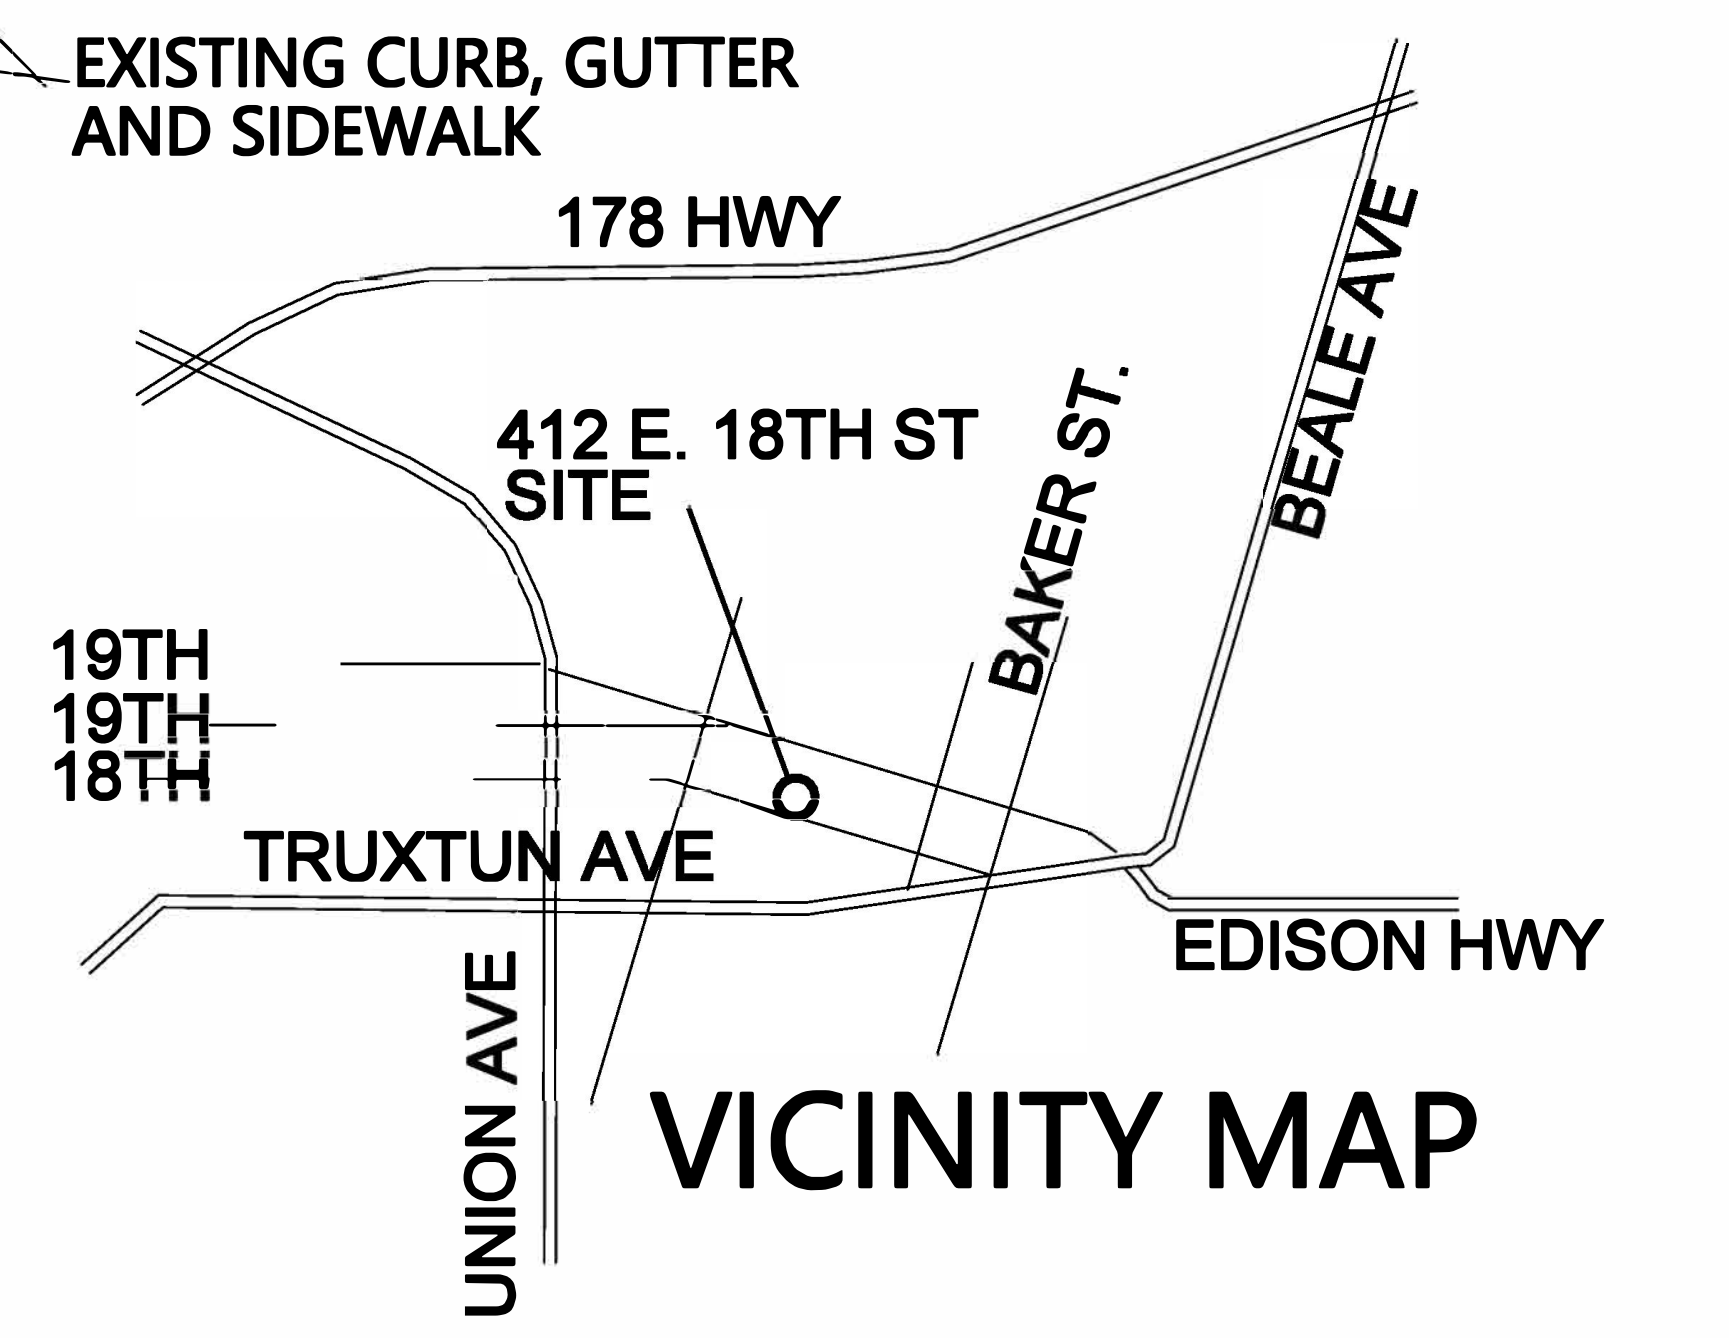 EXISTING CURB, GUTTER
AND SIDEWALK
178 HWY
BEALE AVE
412 E. 18TH ST
SITE
BAKER ST.
19TH
19TH
18TH
TRUXTUN AVE
EDISON HWY
UNION AVE
VICINITY MAP